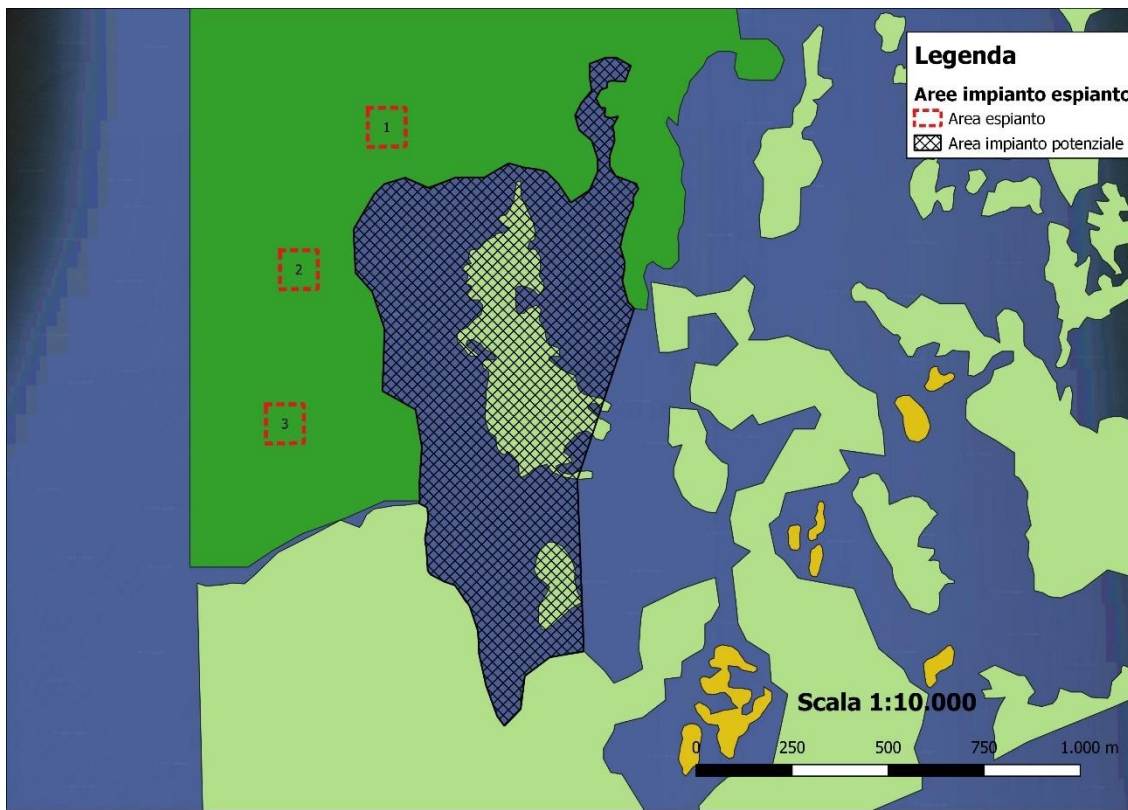 Legenda
Aree impianto espianto
Area espianto
Area impianto potenziale
1
2
3
Scala 1:10.000
0 250 500 750 1.000 m